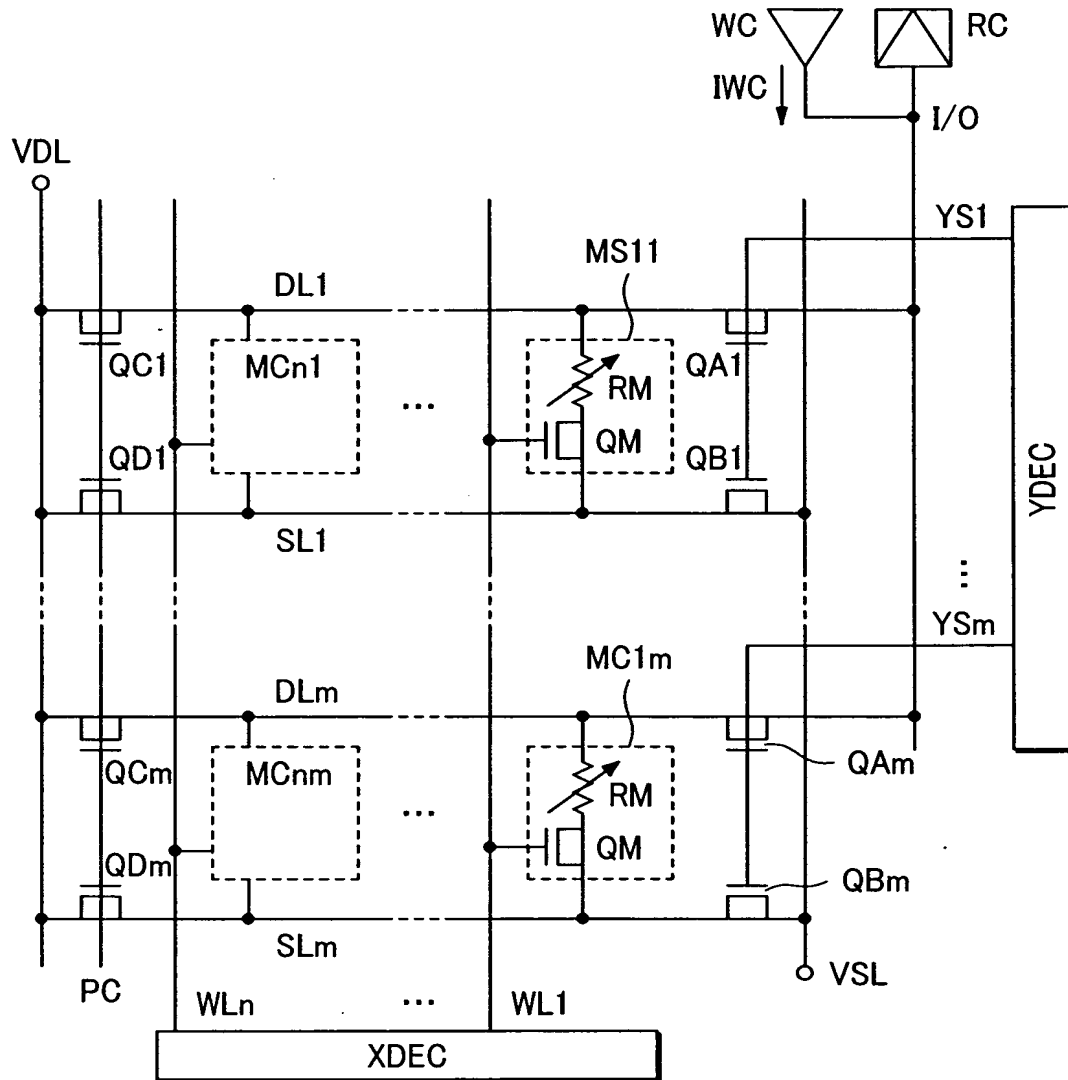 WC
RC
IWC
I/O
VDL
YS1
MS11
DL1
QC1
MCn1
...
RM
QA1
QM
QD1
QB1
YDEC
SL1
...
YSm
MC1m
DLm
QCm
MCnm
...
RM
QAm
QM
QDm
QBm
SLm
VSL
PC
WLn
...
WL1
XDEC